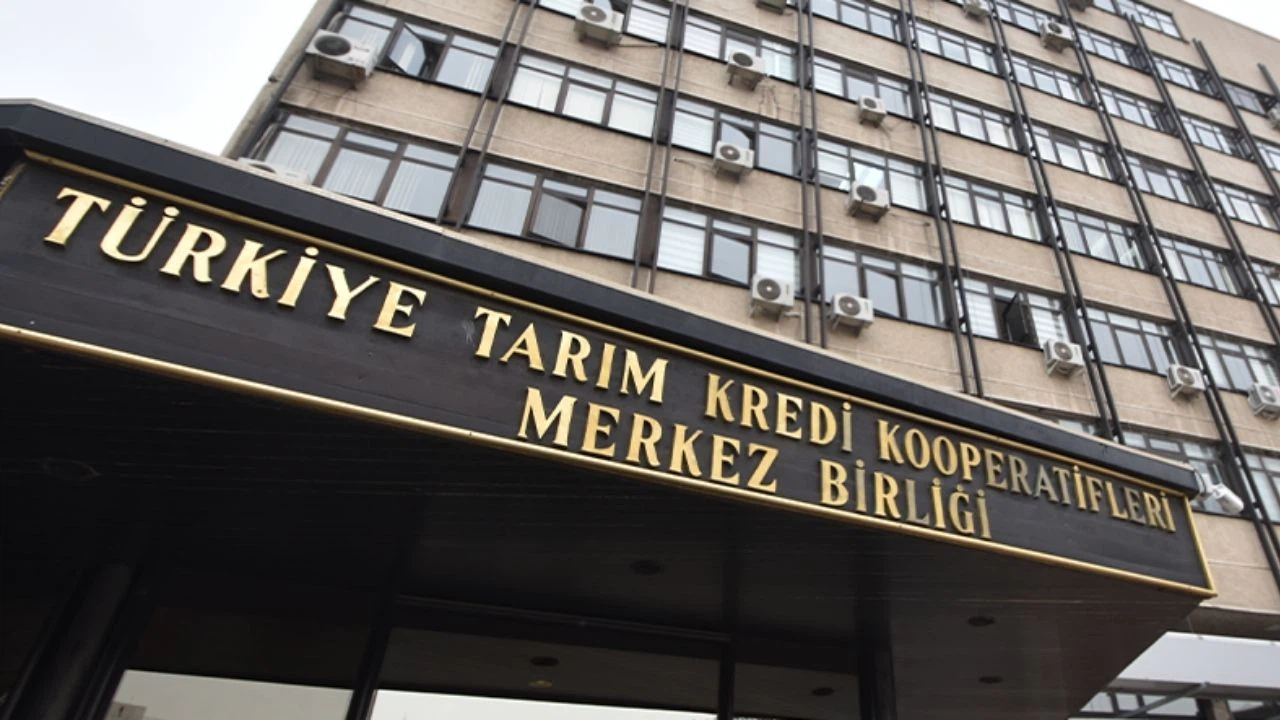 TÜRKİYE TARIM KREDİ KOOPERATİFLERİ
MERKEZ BİRLİĞİ